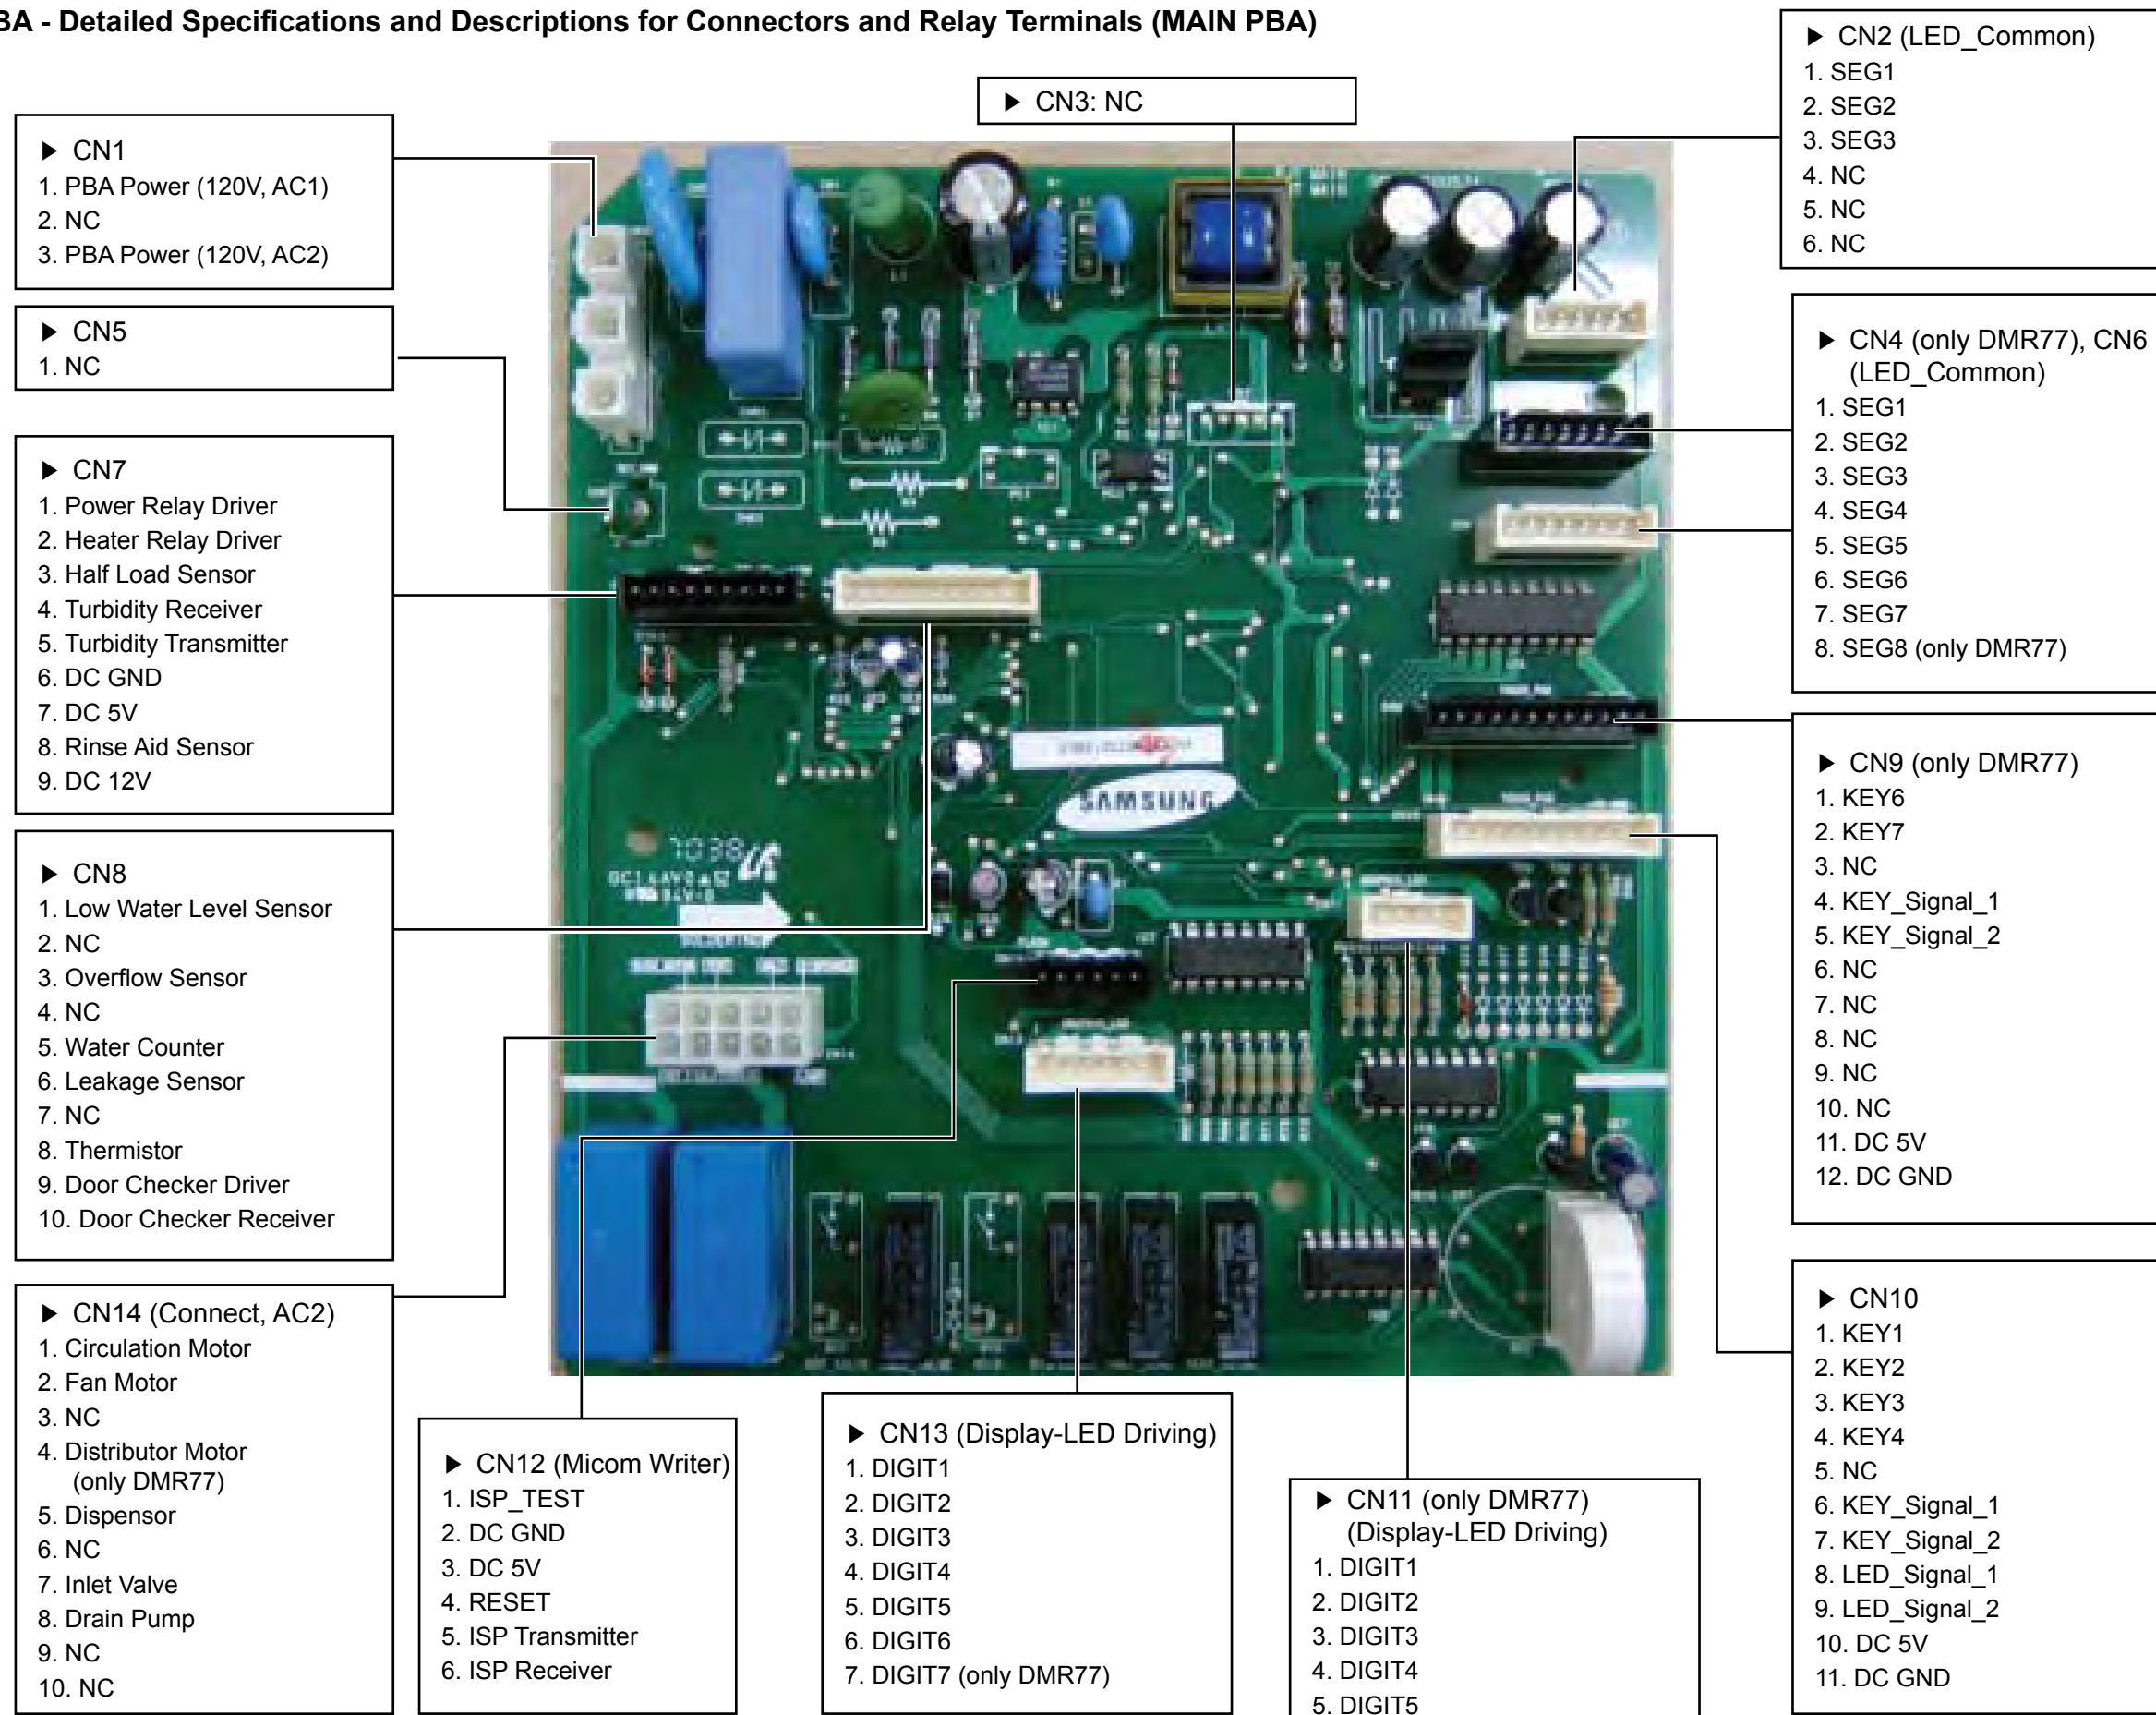 BA - Detailed Specifications and Descriptions for Connectors and Relay Terminals (MAIN PBA)
▶ CN1
1. PBA Power (120V, AC1)
2. NC
3. PBA Power (120V, AC2)
▶ CN5
1. NC
▶ CN7
1. Power Relay Driver
2. Heater Relay Driver
3. Half Load Sensor
4. Turbidity Receiver
5. Turbidity Transmitter
6. DC GND
7. DC 5V
8. Rinse Aid Sensor
9. DC 12V
▶ CN8
1. Low Water Level Sensor
2. NC
3. Overflow Sensor
4. NC
5. Water Counter
6. Leakage Sensor
7. NC
8. Thermistor
9. Door Checker Driver
10. Door Checker Receiver
▶ CN14 (Connect, AC2)
1. Circulation Motor
2. Fan Motor
3. NC
4. Distributor Motor
(only DMR77)
5. Dispensor
6. NC
7. Inlet Valve
8. Drain Pump
9. NC
10. NC
▶ CN3: NC
SAMSUNG
7038
▶ CN12 (Micom Writer)
1. ISP_TEST
2. DC GND
3. DC 5V
4. RESET
5. ISP Transmitter
6. ISP Receiver
▶ CN13 (Display-LED Driving)
1. DIGIT1
2. DIGIT2
3. DIGIT3
4. DIGIT4
5. DIGIT5
6. DIGIT6
7. DIGIT7 (only DMR77)
▶ CN11 (only DMR77)
(Display-LED Driving)
1. DIGIT1
2. DIGIT2
3. DIGIT3
4. DIGIT4
5. DIGIT5
▶ CN2 (LED_Common)
1. SEG1
2. SEG2
3. SEG3
4. NC
5. NC
6. NC
▶ CN4 (only DMR77), CN6
(LED_Common)
1. SEG1
2. SEG2
3. SEG3
4. SEG4
5. SEG5
6. SEG6
7. SEG7
8. SEG8 (only DMR77)
▶ CN9 (only DMR77)
1. KEY6
2. KEY7
3. NC
4. KEY_Signal_1
5. KEY_Signal_2
6. NC
7. NC
8. NC
9. NC
10. NC
11. DC 5V
12. DC GND
▶ CN10
1. KEY1
2. KEY2
3. KEY3
4. KEY4
5. NC
6. KEY_Signal_1
7. KEY_Signal_2
8. LED_Signal_1
9. LED_Signal_2
10. DC 5V
11. DC GND